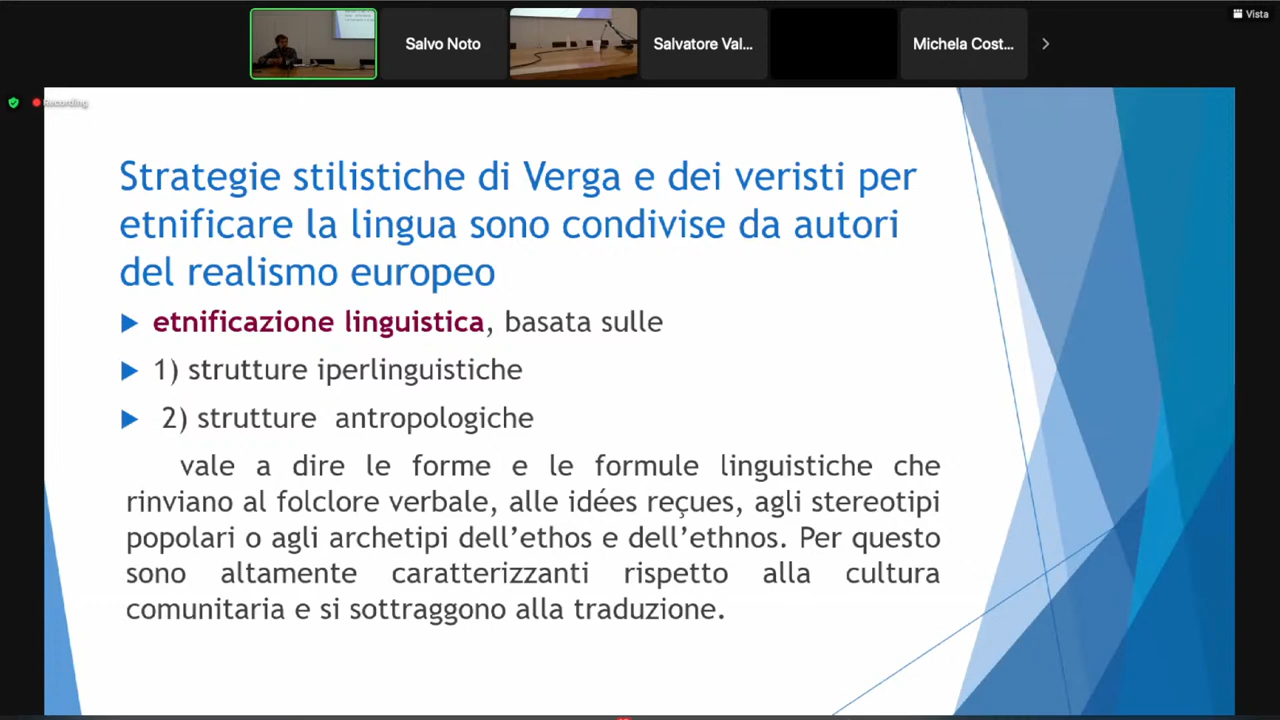 Vista
Salvo Noto
Salvatore Val...
Michela Cost...
Recording
Strategie stilistiche di Verga e dei veristi per
etnificare la lingua sono condivise da autori
del realismo europeo
etnificazione linguistica, basata sulle
1) strutture iperlinguistiche
2) strutture antropologiche
vale a dire le forme e le formule linguistiche che
rinviano al folclore verbale, alle idées reçues, agli stereotipi
popolari o agli archetipi dell’ethos e dell’ethnos. Per questo
sono altamente caratterizzanti rispetto alla cultura
comunitaria e si sottraggono alla traduzione.